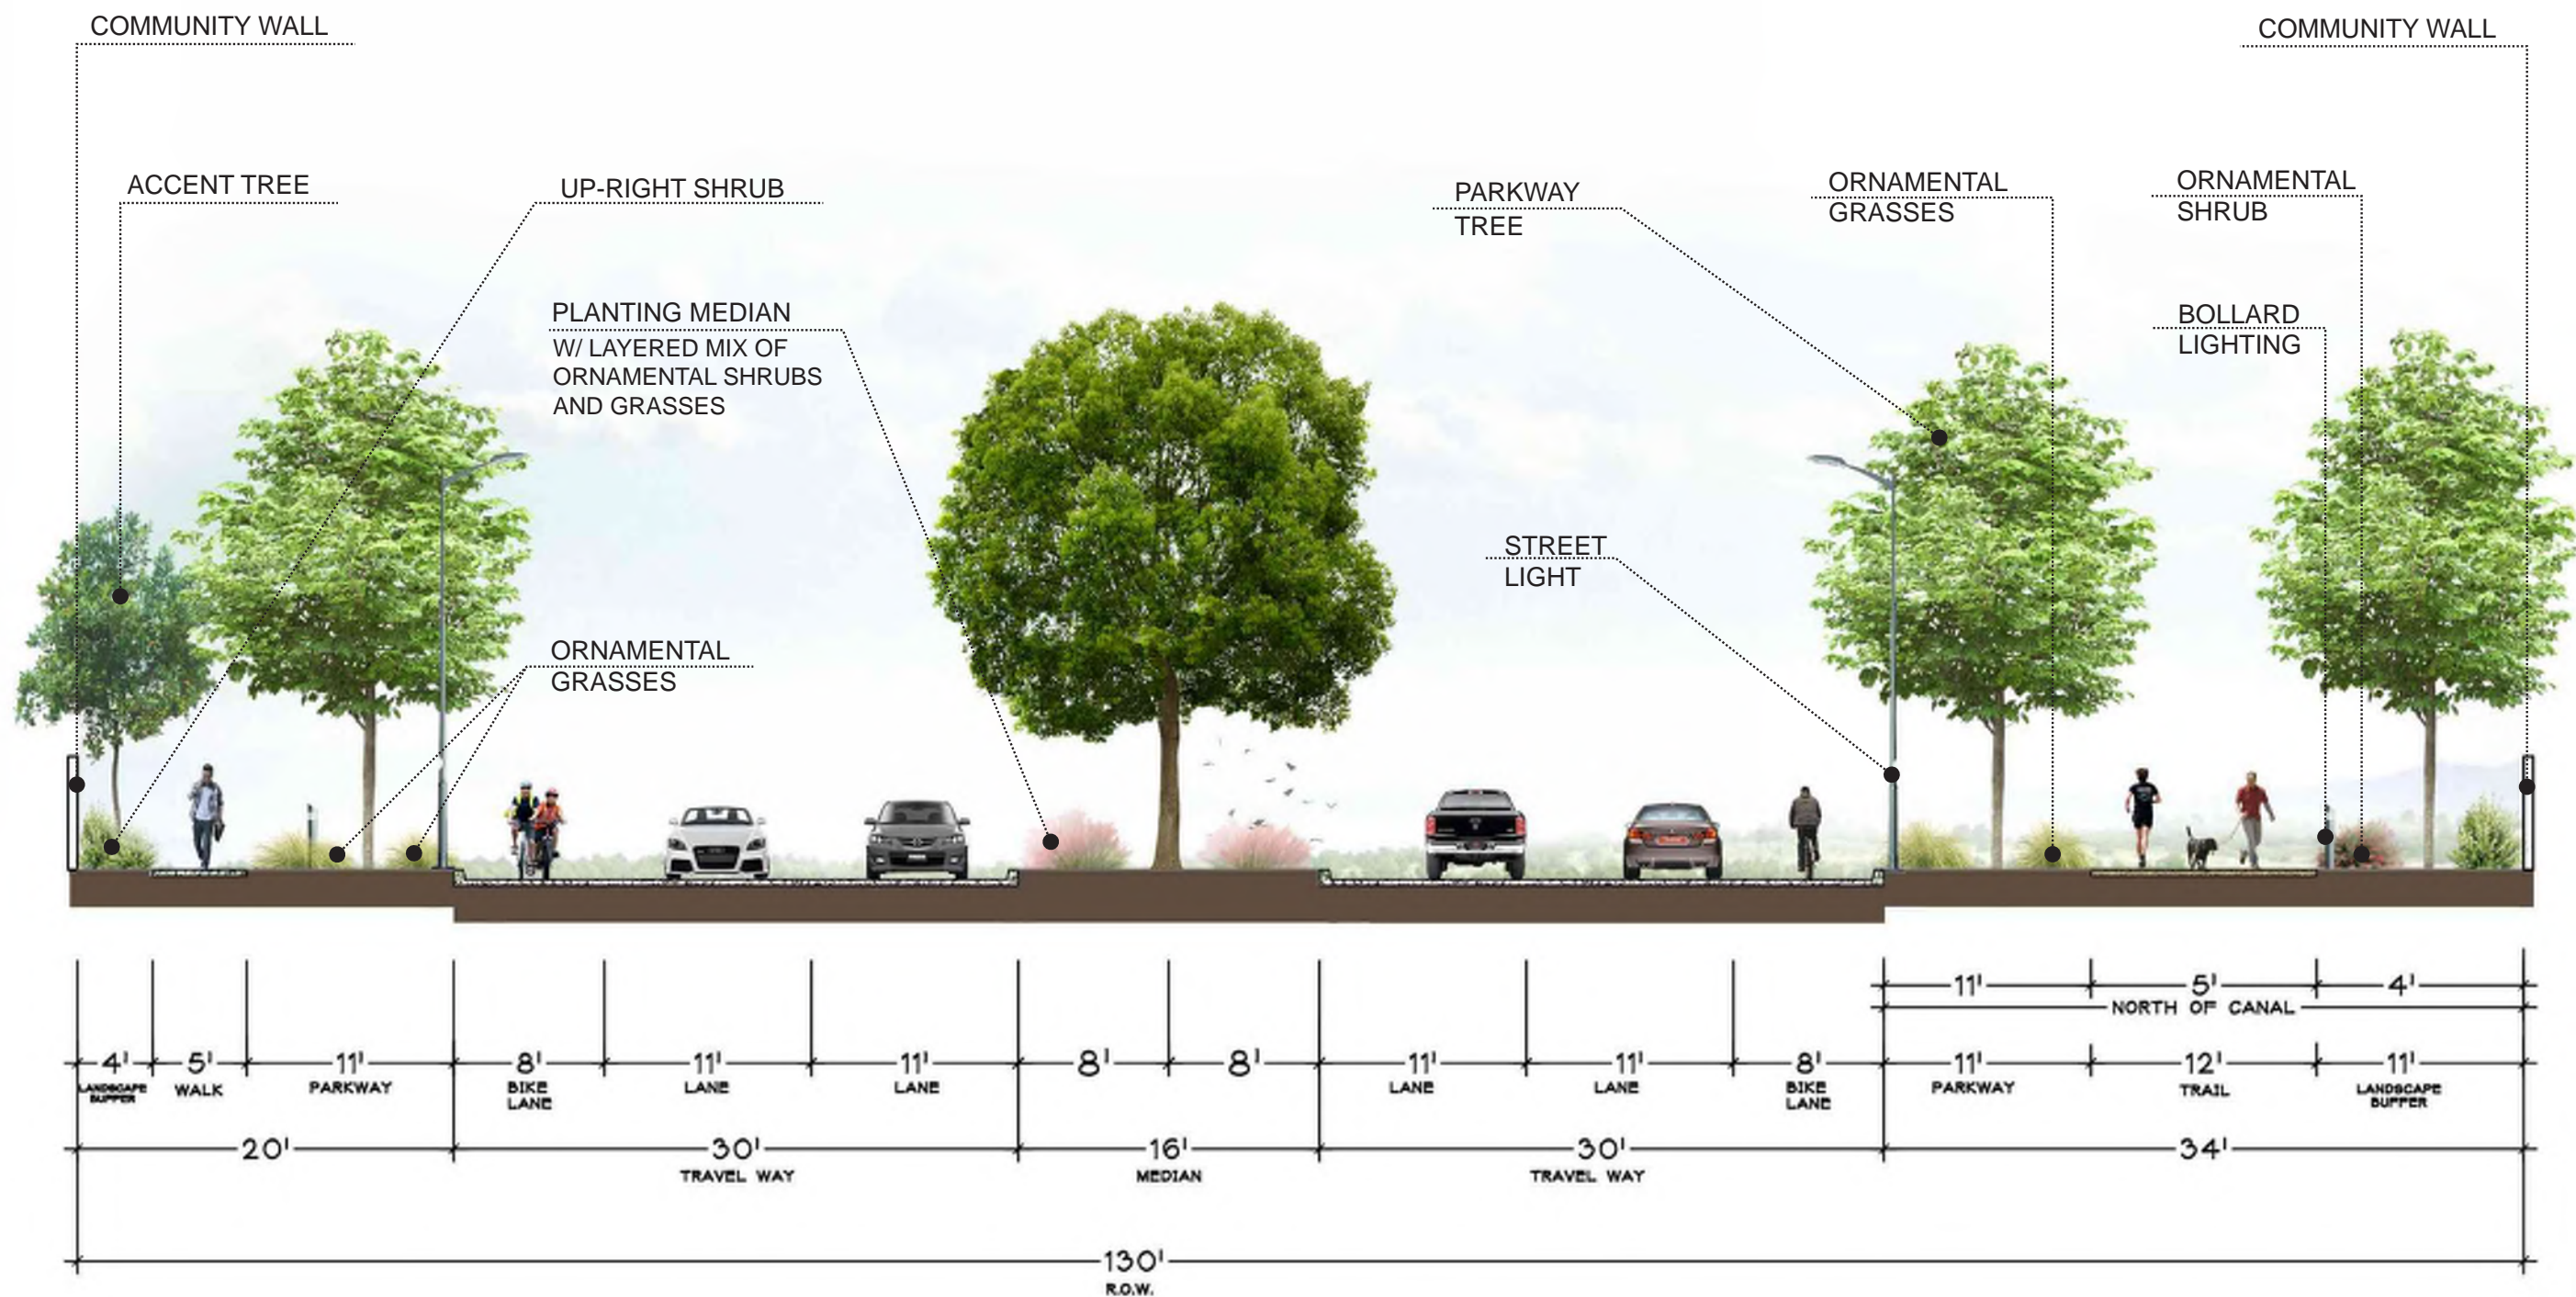 COMMUNITY WALL
COMMUNITY WALL
ACCENT TREE
UP-RIGHT SHRUB
PARKWAY
TREE
ORNAMENTAL
GRASSES
ORNAMENTAL
SHRUB
PLANTING MEDIAN
W/ LAYERED MIX OF
ORNAMENTAL SHRUBS
AND GRASSES
BOLLARD
LIGHTING
STREET
LIGHT
ORNAMENTAL
GRASSES
11' 5' 4'
NORTH OF CANAL
4' 5' 11' 8' 11' 11' 8' 8' 11' 11' 8' 11' 12' 11'
LANDSCAPE
BUFFER
WALK
PARKWAY
BIKE
LANE
LANE
LANE
LANE
LANE
BIKE
LANE
PARKWAY
TRAIL
LANDSCAPE
BUFFER
20' 30' 16' 30' 34'
TRAVEL WAY
MEDIAN
TRAVEL WAY
130'
R.O.W.